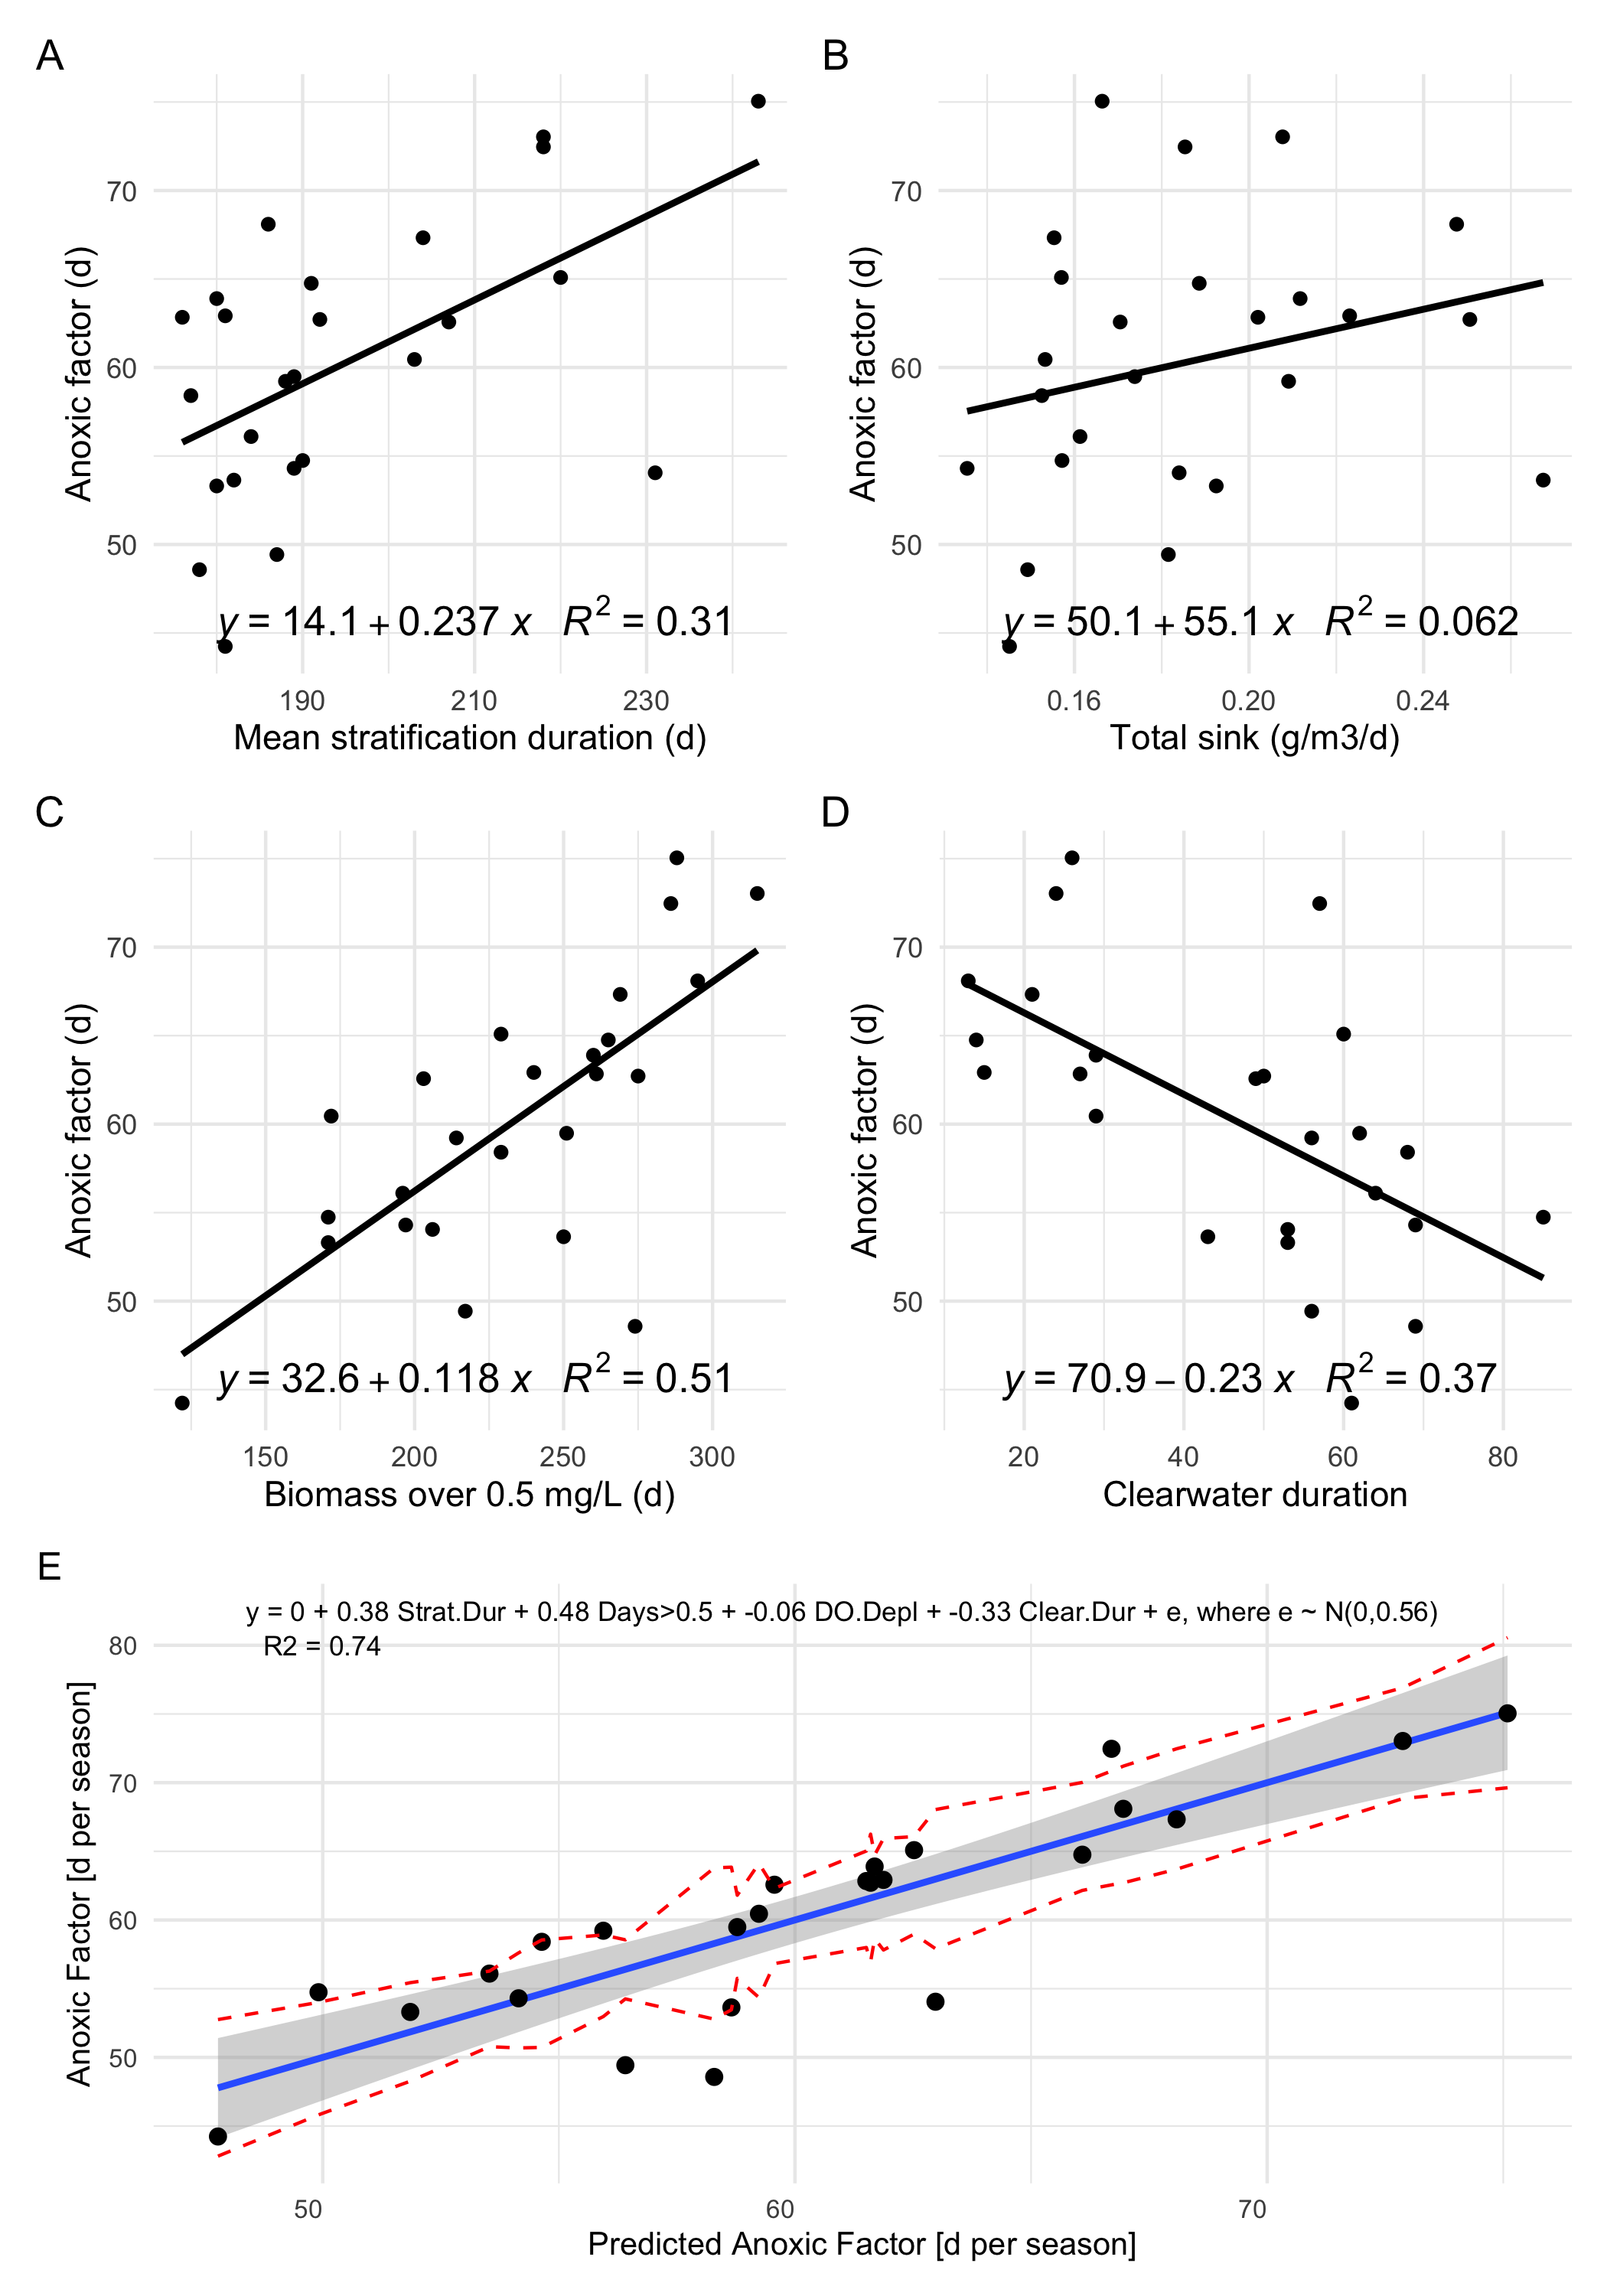 A
Anoxic factor (d)
70
60
50
y = 14.1 + 0.237 x R² = 0.31
190 210 230
Mean stratification duration (d)
B
Anoxic factor (d)
70
60
50
y = 50.1 + 55.1 x R² = 0.062
0.16 0.20 0.24
Total sink (g/m3/d)
C
Anoxic factor (d)
70
60
50
y = 32.6 + 0.118 x R² = 0.51
150 200 250 300
Biomass over 0.5 mg/L (d)
D
Anoxic factor (d)
70
60
50
y = 70.9 – 0.23 x R² = 0.37
20 40 60 80
Clearwater duration
E
y = 0 + 0.38 Strat.Dur + 0.48 Days>0.5 + -0.06 DO.Depl + -0.33 Clear.Dur + e, where e ~ N(0,0.56)
R2 = 0.74
Anoxic Factor [d per season]
80
70
60
50
50 60 70
Predicted Anoxic Factor [d per season]